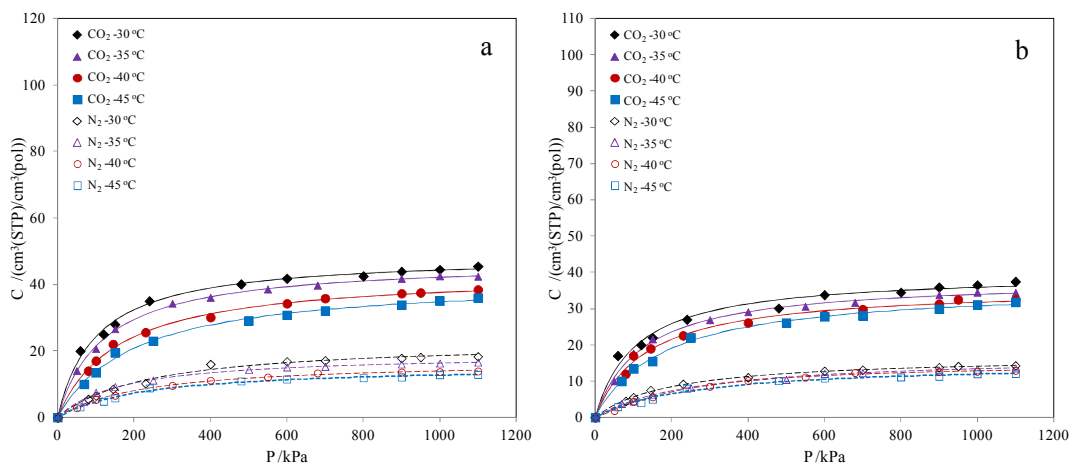 a
120
100
80
60
40
20
0
C /(cm³(STP)/cm³(pol))
CO₂ -30 ºC
CO₂ -35 ºC
CO₂ -40 ºC
CO₂ -45 ºC
N₂ -30 ºC
N₂ -35 ºC
N₂ -40 ºC
N₂ -45 ºC
0 200 400 600 800 1000 1200
P /kPa
b
110
100
90
80
70
60
50
40
30
20
10
0
C /(cm³(STP)/cm³(pol))
CO₂ -30 ºC
CO₂ -35 ºC
CO₂ -40 ºC
CO₂ -45 ºC
N₂ -30 ºC
N₂ -35 ºC
N₂ -40 ºC
N₂ -45 ºC
0 200 400 600 800 1000 1200
P /kPa